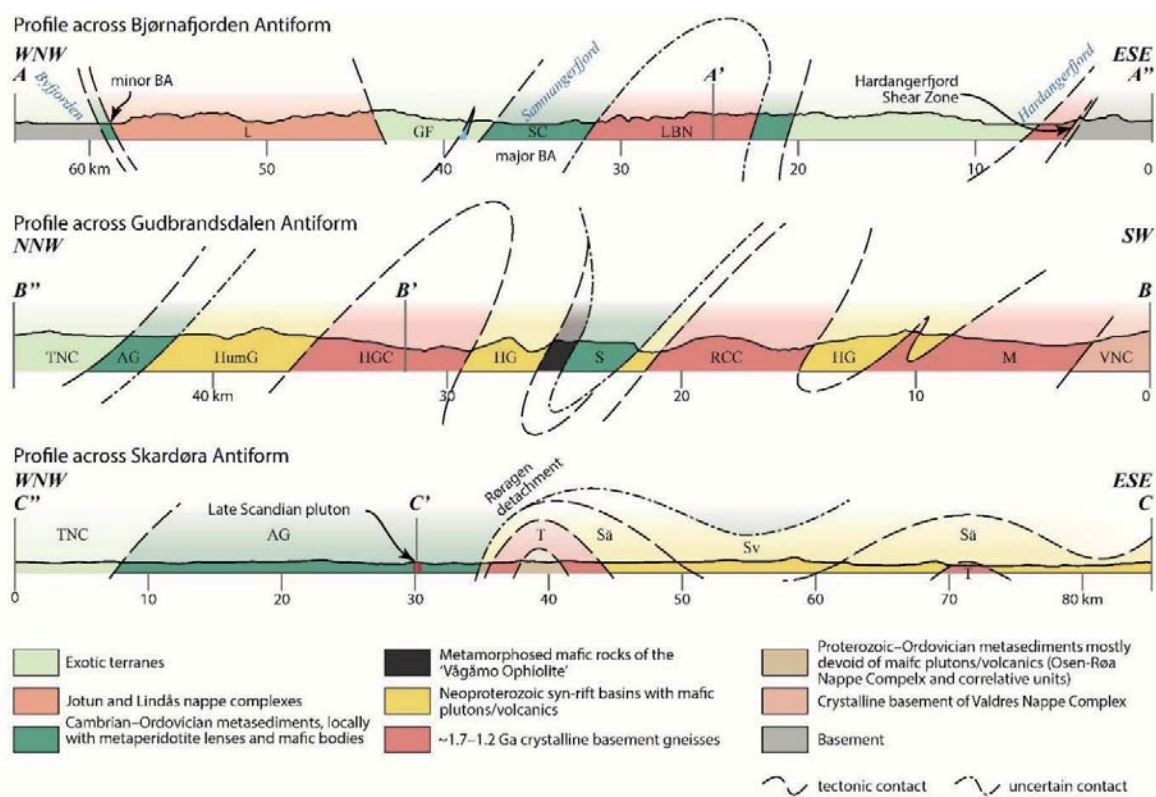 Profile across Bjørnafjorden Antiform
WNW
ESE
A
A'
A''
Byfjorden
minor BA
Samnangerfjord
Hardangerfjord
Shear Zone
Hardangerfjord
L
GF
SC
LBN
major BA
60 km
50
40
30
20
10
0
Profile across Gudbrandsdalen Antiform
NNW
SW
B''
B'
B
TNC
AG
HumG
HGC
HG
S
RCC
HG
M
VNC
40 km
30
20
10
0
Profile across Skardøra Antiform
WNW
ESE
C''
C'
C
Late Scandian pluton
Røragen
detachment
TNC
AG
T
Sä
Sv
Sä
T
0
10
20
30
40
50
60
70
80 km
Exotic terranes
Jotun and Lindås nappe complexes
Cambrian–Ordovician metasediments, locally
with metaperidotite lenses and mafic bodies
Metamorphosed mafic rocks of the
'Vågåmo Ophiolite'
Neoproterozoic syn-rift basins with mafic
plutons/volcanics
~1.7–1.2 Ga crystalline basement gneisses
Proterozoic–Ordovician metasediments mostly
devoid of maifc plutons/volcanics (Osen-Røa
Nappe Compelx and correlative units)
Crystalline basement of Valdres Nappe Complex
Basement
tectonic contact
uncertain contact